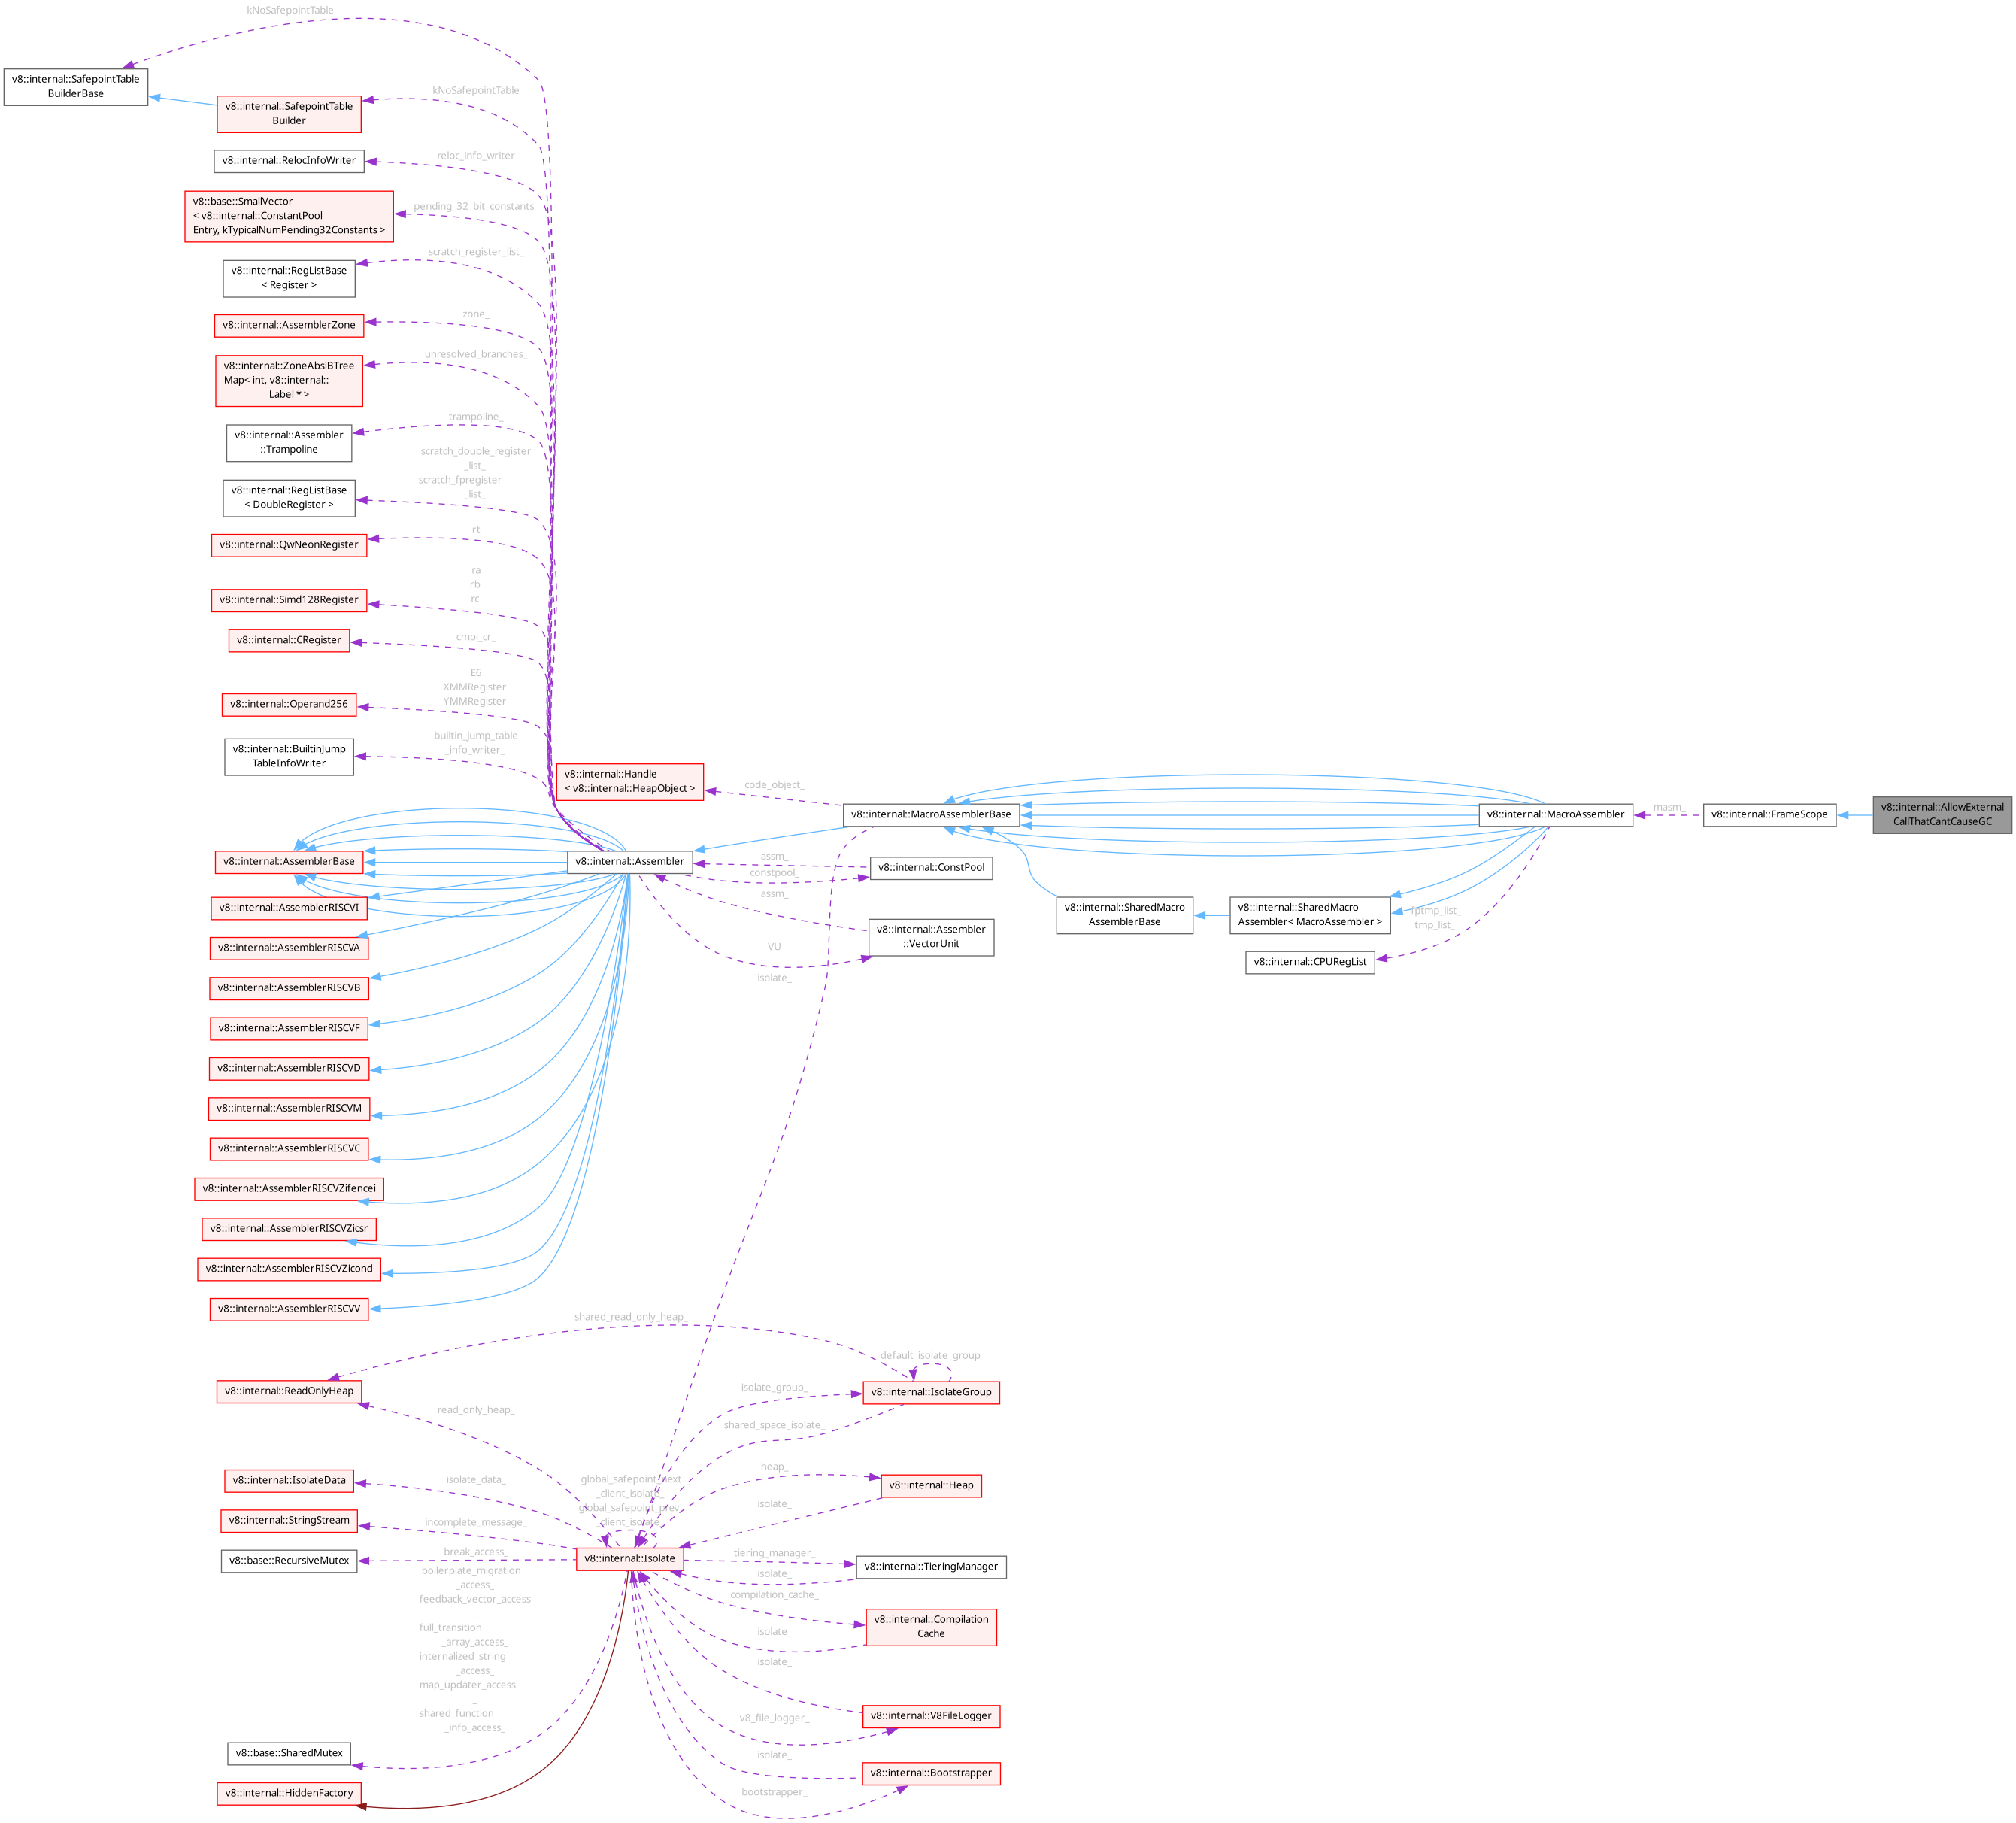 kNoSafepointTable
v8::internal::SafepointTable
BuilderBase
v8::internal::SafepointTable
Builder
kNoSafepointTable
v8::internal::RelocInfoWriter
reloc_info_writer
v8::base::SmallVector
< v8::internal::ConstantPool
Entry, kTypicalNumPending32Constants >
pending_32_bit_constants_
v8::internal::RegListBase
< Register >
scratch_register_list_
v8::internal::AssemblerZone
zone_
v8::internal::ZoneAbslBTree
Map< int, v8::internal::
Label * >
unresolved_branches_
v8::internal::Assembler
::Trampoline
trampoline_
v8::internal::RegListBase
< DoubleRegister >
scratch_double_register
_list_
scratch_fpregister
_list_
v8::internal::QwNeonRegister
rt
v8::internal::Simd128Register
ra
rb
rc
v8::internal::CRegister
cmpi_cr_
v8::internal::Operand256
E6
XMMRegister
YMMRegister
v8::internal::BuiltinJump
TableInfoWriter
builtin_jump_table
_info_writer_
v8::internal::Handle
< v8::internal::HeapObject >
code_object_
v8::internal::MacroAssemblerBase
v8::internal::MacroAssembler
masm_
v8::internal::FrameScope
v8::internal::AllowExternal
CallThatCantCauseGC
v8::internal::AssemblerBase
v8::internal::Assembler
assm_
constpool_
v8::internal::ConstPool
assm_
v8::internal::Assembler
::VectorUnit
VU
isolate_
v8::internal::SharedMacro
AssemblerBase
v8::internal::SharedMacro
Assembler< MacroAssembler >
fptmp_list_
tmp_list_
v8::internal::CPURegList
v8::internal::AssemblerRISCVI
v8::internal::AssemblerRISCVA
v8::internal::AssemblerRISCVB
v8::internal::AssemblerRISCVF
v8::internal::AssemblerRISCVD
v8::internal::AssemblerRISCVM
v8::internal::AssemblerRISCVC
v8::internal::AssemblerRISCVZifencei
v8::internal::AssemblerRISCVZicsr
v8::internal::AssemblerRISCVZicond
v8::internal::AssemblerRISCVV
shared_read_only_heap_
default_isolate_group_
v8::internal::ReadOnlyHeap
read_only_heap_
isolate_group_
v8::internal::IsolateGroup
shared_space_isolate_
v8::internal::IsolateData
isolate_data_
global_safepoint_next
_client_isolate_
global_safepoint_prev
_client_isolate_
heap_
v8::internal::Heap
isolate_
v8::internal::StringStream
incomplete_message_
v8::base::RecursiveMutex
break_access_
v8::internal::Isolate
tiering_manager_
isolate_
v8::internal::TieringManager
compilation_cache_
v8::internal::Compilation
Cache
isolate_
boilerplate_migration
_access_
feedback_vector_access
_
full_transition
_array_access_
internalized_string
_access_
map_updater_access
_
shared_function
_info_access_
isolate_
v8::internal::V8FileLogger
v8_file_logger_
v8::base::SharedMutex
isolate_
v8::internal::Bootstrapper
bootstrapper_
v8::internal::HiddenFactory